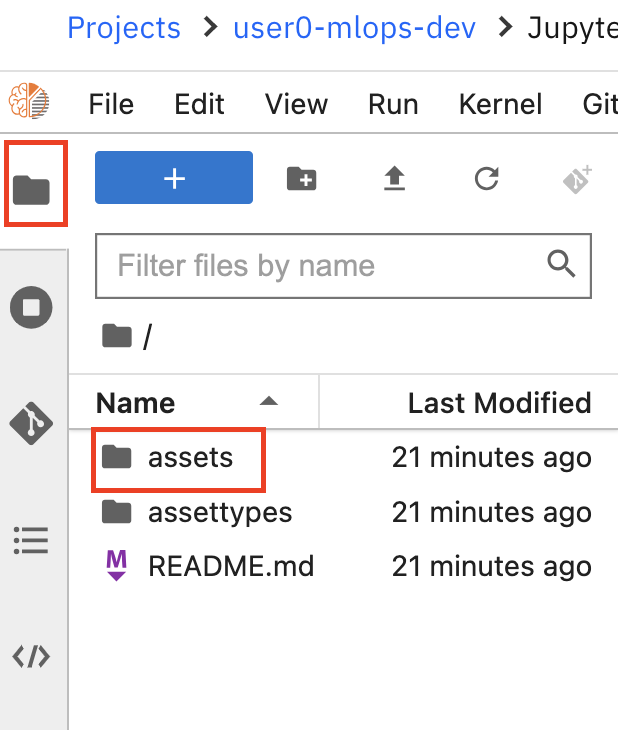 Projects > user0-mlops-dev > Jupyte
File Edit View Run Kernel Git
+
Filter files by name
/
Name Last Modified
assets 21 minutes ago
assettypes 21 minutes ago
README.md 21 minutes ago